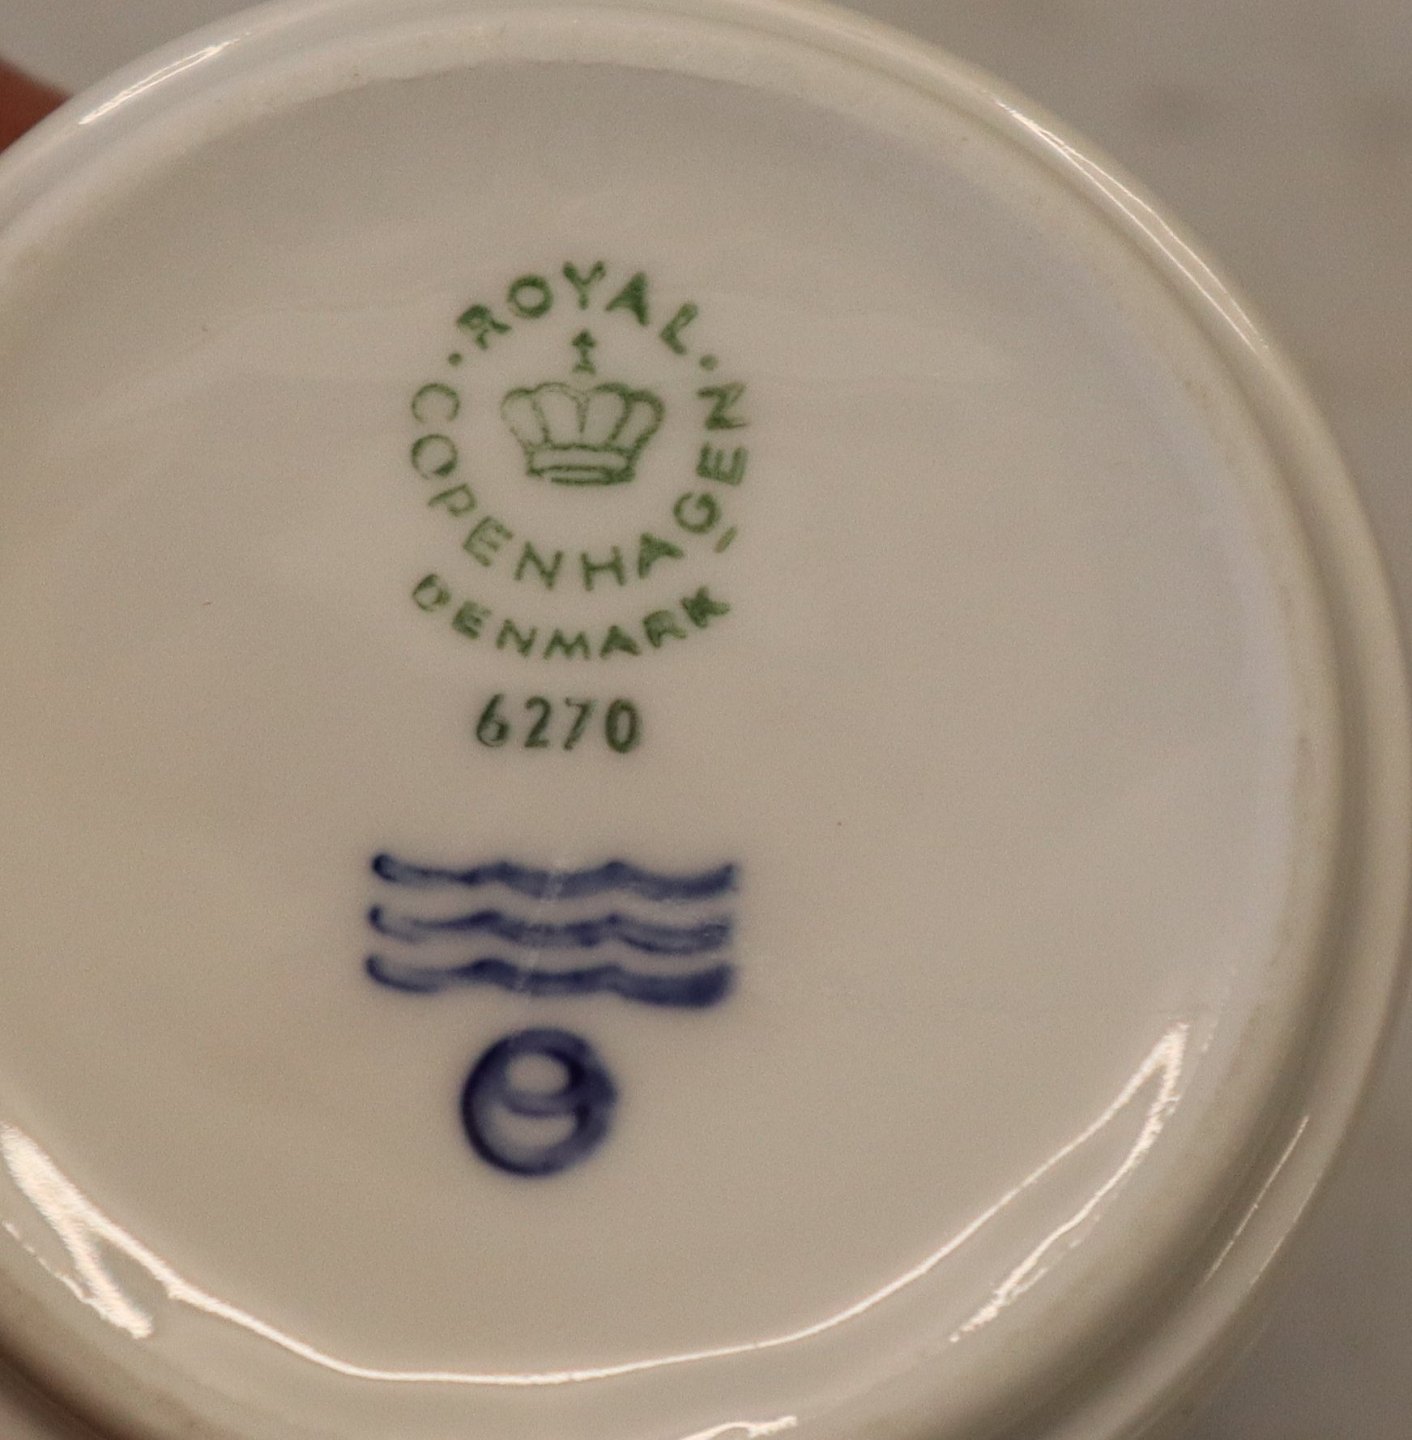 ROYAL
COPENHAGEN
DENMARK
6270